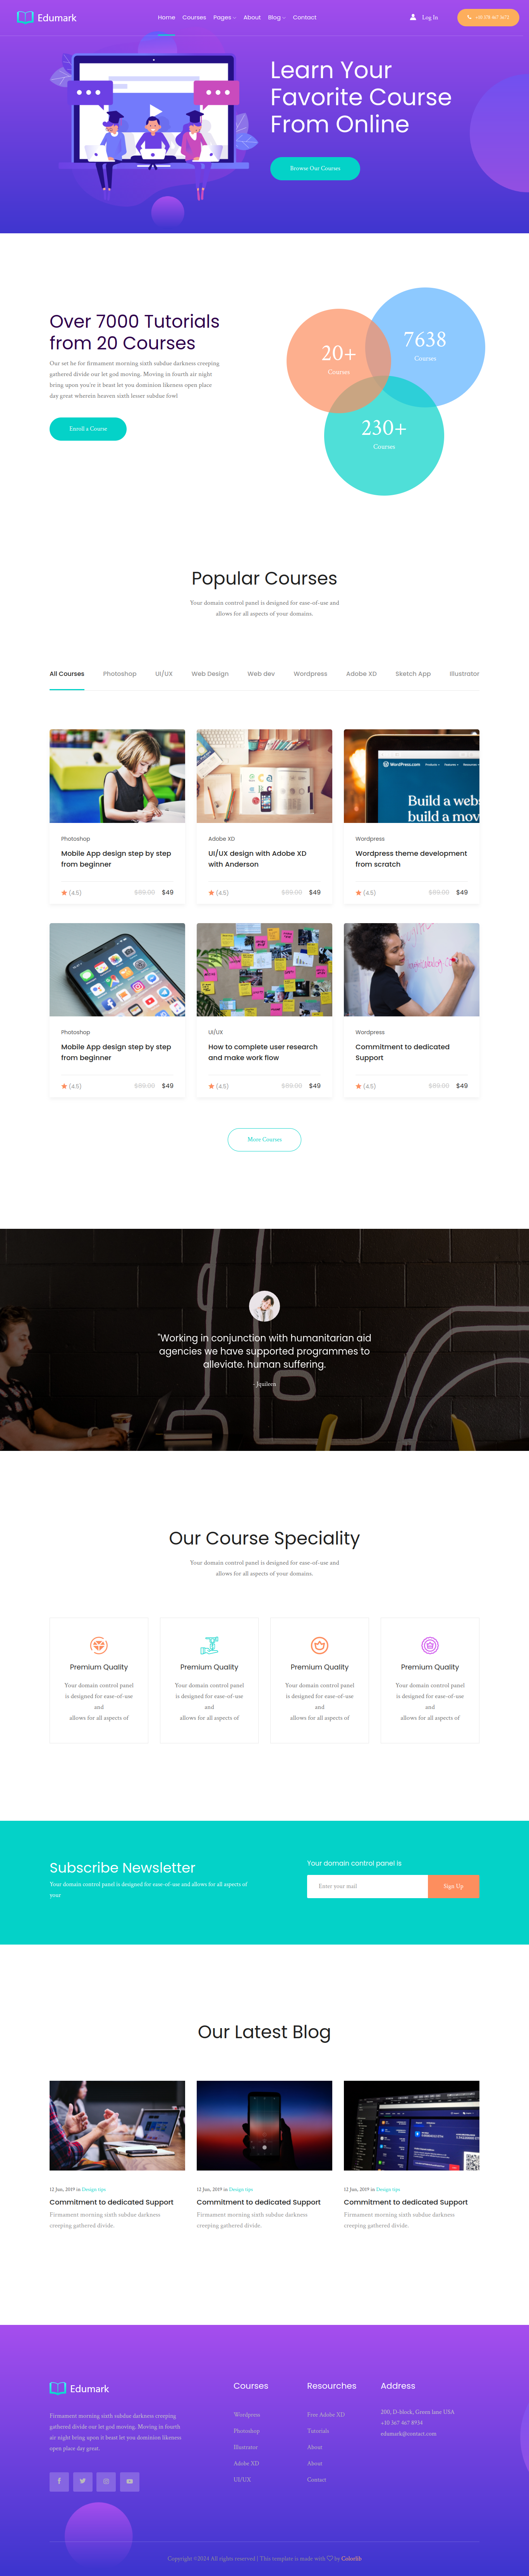 Edumark
Home Courses Pages About Blog Contact
Log In
Learn Your
Favorite Course
From Online
Browse Our Courses
Over 7000 Tutorials
from 20 Courses
Our set he for firmament morning sixth subdue darkness creeping
gathered divide our let god moving. Moving in fourth air night
bring upon you're it beast let you dominion likeness open place
day great wherein heaven sixth lesser subdue fowl
Enroll a Course
20+
Courses
7638
Courses
230+
Courses
Popular Courses
Your domain control panel is designed for ease-of-use and
allows for all aspects of your domains.
All Courses Photoshop UI/UX Web Design Web dev Wordpress Adobe XD Sketch App Illustrator
Photoshop
Mobile App design step by step
from beginner
(4.5) $89.00 $49
Adobe XD
UI/UX design with Adobe XD
with Anderson
(4.5) $89.00 $49
WordPress.com
Build a
build a mov
Wordpress
Wordpress theme development
from scratch
(4.5) $89.00 $49
Photoshop
Mobile App design step by step
from beginner
(4.5) $89.00 $49
UI/UX
How to complete user research
and make work flow
(4.5) $89.00 $49
Wordpress
Commitment to dedicated
Support
(4.5) $89.00 $49
More Courses
"Working in conjunction with humanitarian aid
agencies we have supported programmes to
alleviate. human suffering.
- Jquileen
Our Course Speciality
Your domain control panel is designed for ease-of-use and
allows for all aspects of your domains.
Premium Quality
Your domain control panel
is designed for ease-of-use
and
allows for all aspects of
Premium Quality
Your domain control panel
is designed for ease-of-use
and
allows for all aspects of
Premium Quality
Your domain control panel
is designed for ease-of-use
and
allows for all aspects of
Premium Quality
Your domain control panel
is designed for ease-of-use
and
allows for all aspects of
Subscribe Newsletter
Your domain control panel is designed for ease-of-use and allows for all aspects of
your
Your domain control panel is
Enter your mail
Sign Up
Our Latest Blog
12 Jun, 2019 in Design tips
Commitment to dedicated Support
Firmament morning sixth subdue darkness
creeping gathered divide.
12 Jun, 2019 in Design tips
Commitment to dedicated Support
Firmament morning sixth subdue darkness
creeping gathered divide.
12 Jun, 2019 in Design tips
Commitment to dedicated Support
Firmament morning sixth subdue darkness
creeping gathered divide.
Edumark
Firmament morning sixth subdue darkness creeping
gathered divide our let god moving. Moving in fourth
air night bring upon it beast let you dominion likeness
open place day great.
Courses
Wordpress
Photoshop
Illustrator
Adobe XD
UI/UX
Resourches
Free Adobe XD
Tutorials
About
About
Contact
Address
200, D-block, Green lane USA
+10 367 467 8934
edumark@contact.com
Copyright ©2024 All rights reserved | This template is made with by Colorlib